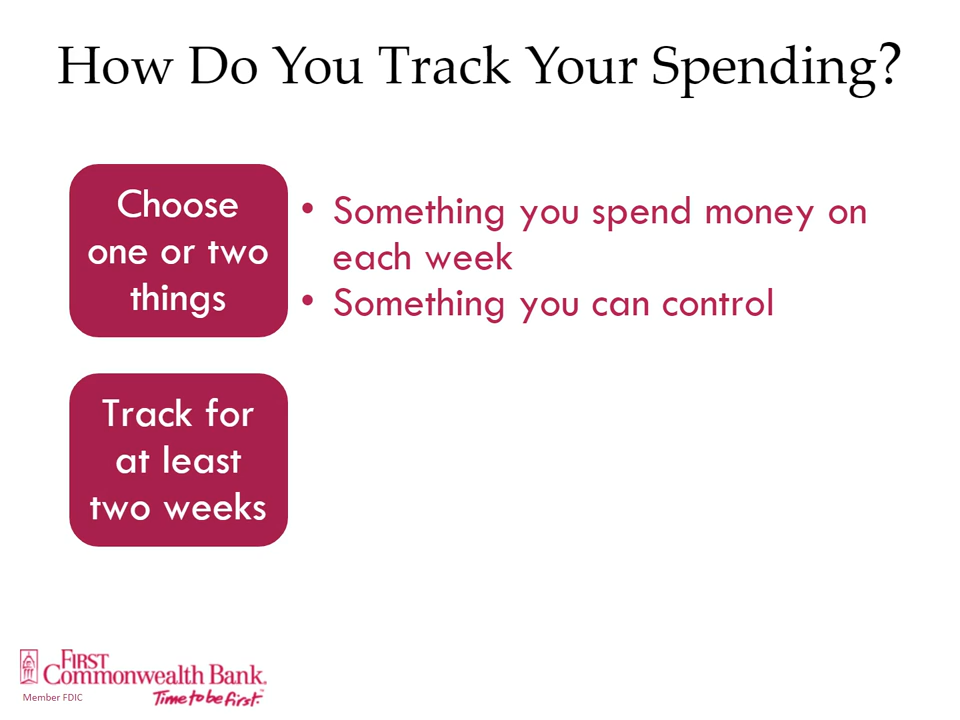 How Do You Track Your Spending?
Choose
one or two
things
• Something you spend money on
each week
• Something you can control
Track for
at least
two weeks
FIRST
COMMONWEALTH BANK
Time to be first.
Member FDIC